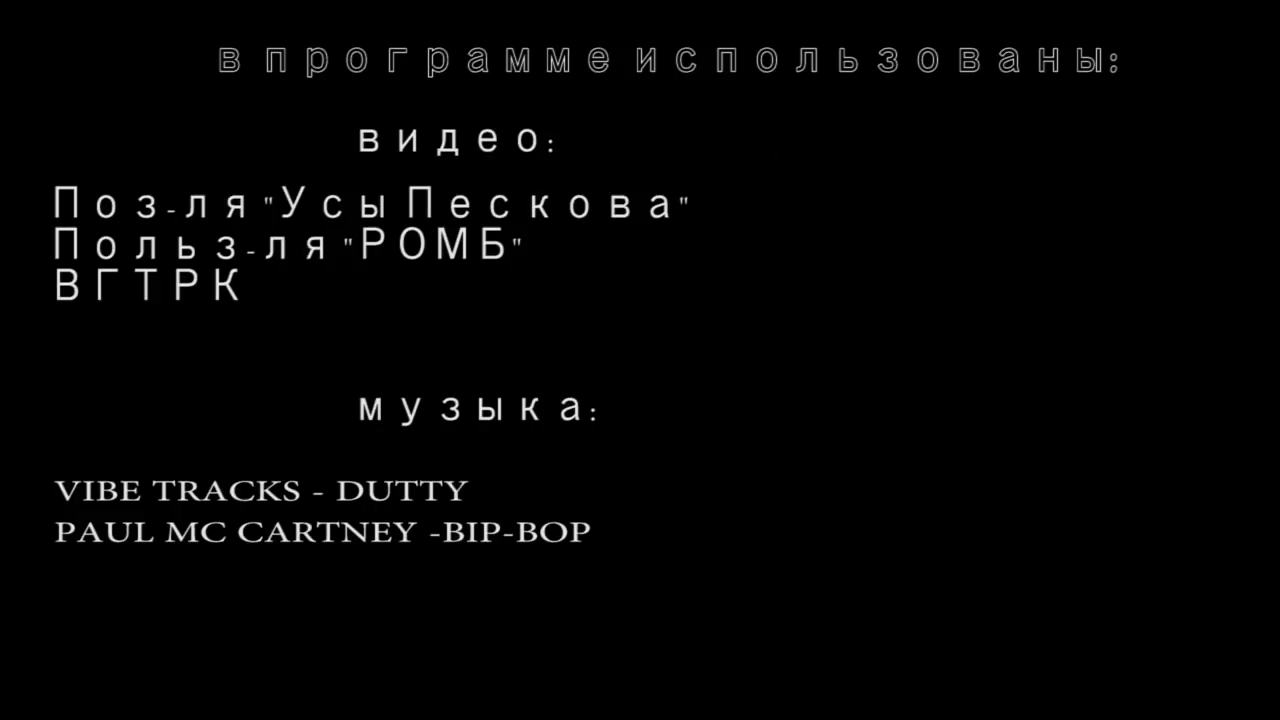 в программе использованы:
видео:
Поз-ля "Усы Пескова"
Польз-ля "РОМБ"
ВГТРК
музыка:
VIBE TRACKS - DUTTY
PAUL MC CARTNEY -BIP-BOP